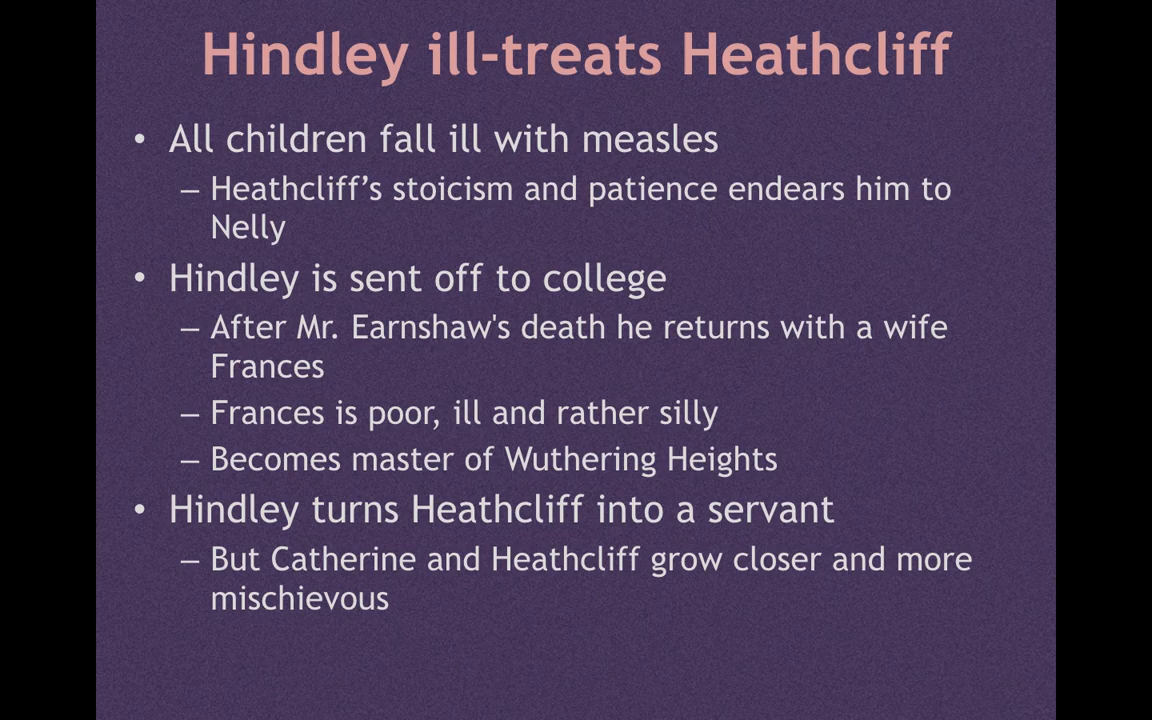 Hindley ill-treats Heathcliff
• All children fall ill with measles
– Heathcliff’s stoicism and patience endears him to
Nelly
• Hindley is sent off to college
– After Mr. Earnshaw's death he returns with a wife
Frances
– Frances is poor, ill and rather silly
– Becomes master of Wuthering Heights
• Hindley turns Heathcliff into a servant
– But Catherine and Heathcliff grow closer and more
mischievous